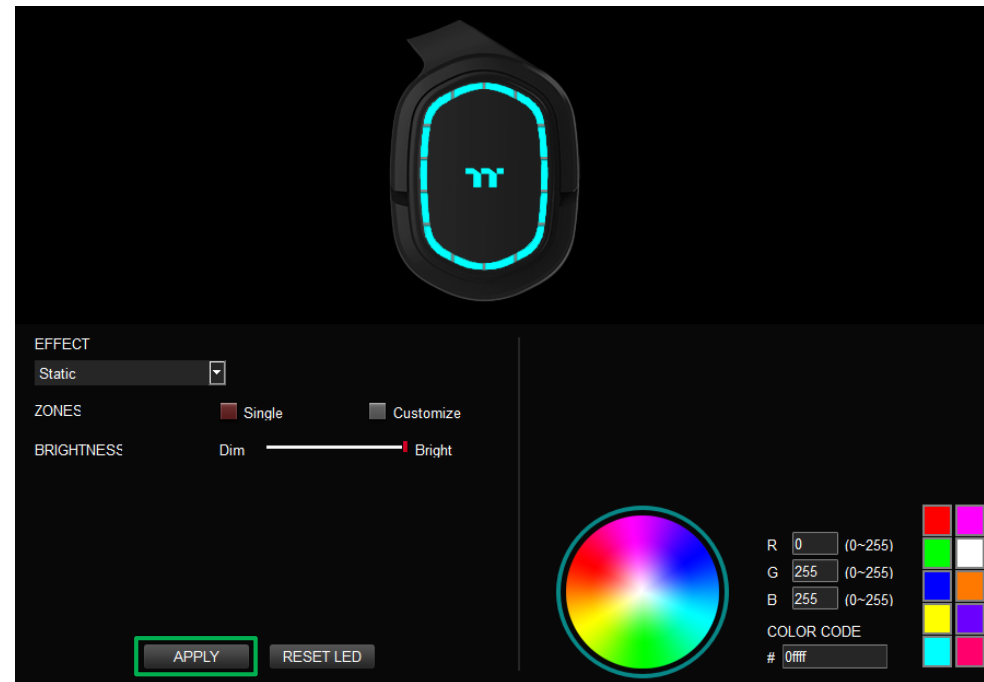 EFFECT
Static
ZONES Single Customize
BRIGHTNESS Dim Bright
R 0 (0~255)
G 255 (0~255)
B 255 (0~255)
COLOR CODE
# 0ffff
APPLY RESET LED